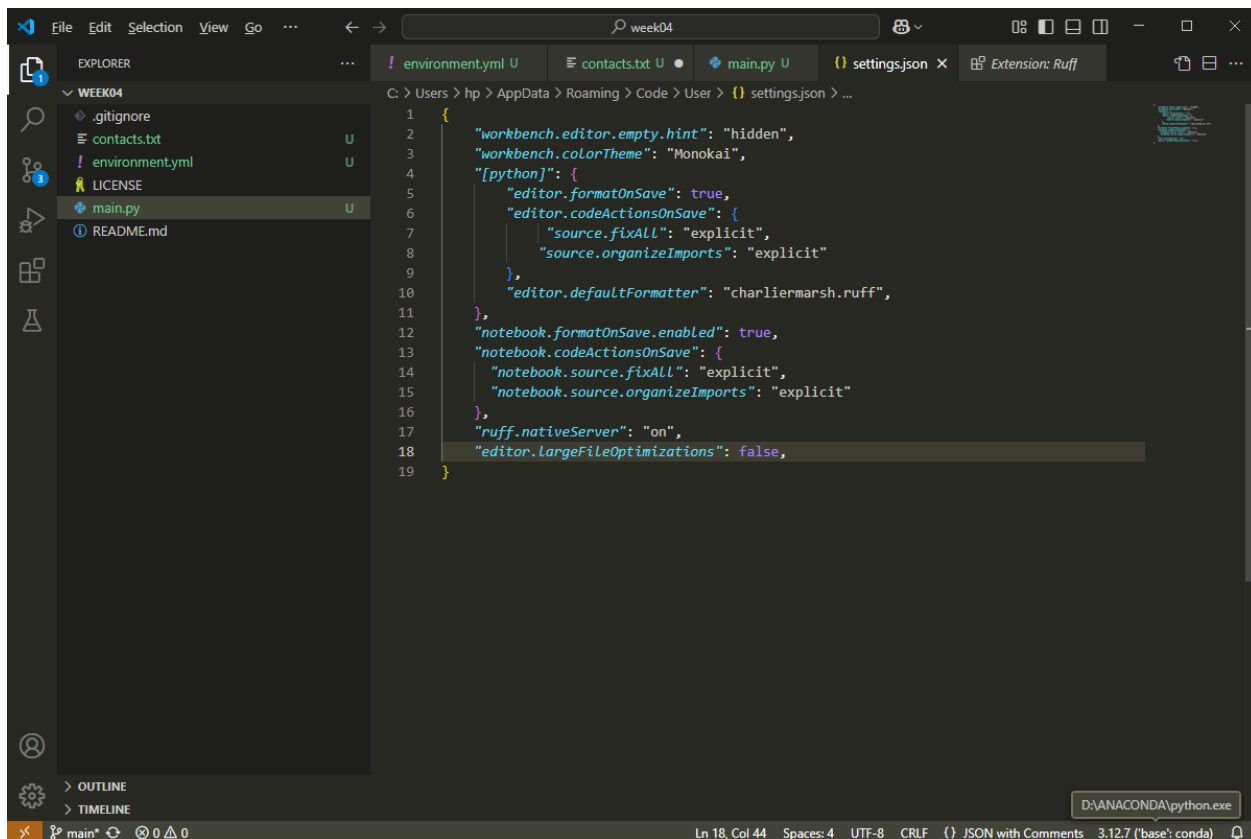 File Edit Selection View Go ··· week04
EXPLORER ···
environment.yml U contacts.txt U main.py U {} settings.json Extension: Ruff ···
WEEK04
C: > Users > hp > AppData > Roaming > Code > User > {} settings.json > ...
.gitignore
contacts.txt U
environment.yml U
LICENSE
main.py U
README.md
1
3
1 {
2 "workbench.editor.empty.hint": "hidden",
3 "workbench.colorTheme": "Monokai",
4 "[python]": {
5 "editor.formatOnSave": true,
6 "editor.codeActionsOnSave": {
7 "source.fixAll": "explicit",
8 "source.organizeImports": "explicit"
9 },
10 "editor.defaultFormatter": "charliermarsh.ruff",
11 },
12 "notebook.formatOnSave.enabled": true,
13 "notebook.codeActionsOnSave": {
14 "notebook.source.fixAll": "explicit",
15 "notebook.source.organizeImports": "explicit"
16 },
17 "ruff.nativeServer": "on",
18 "editor.largeFileOptimizations": false,
19 }
OUTLINE
TIMELINE
D:\ANACONDA\python.exe
main* 0 0 Ln 18, Col 44 Spaces: 4 UTF-8 CRLF {} JSON with Comments 3.12.7 ('base': conda)